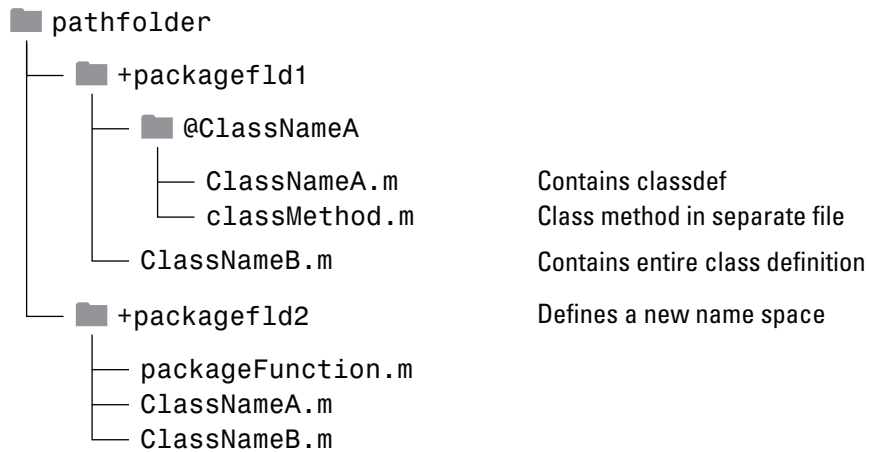 pathfolder
+packagefld1
@ClassNameA
ClassNameA.m Contains classdef
classMethod.m Class method in separate file
ClassNameB.m Contains entire class definition
+packagefld2 Defines a new name space
packageFunction.m
ClassNameA.m
ClassNameB.m